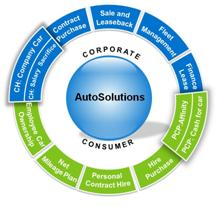 CH: Company Car
CH: Salary Sacrifice
Contract
Purchase
Sale and
Leaseback
Fleet
Management
Finance
Lease
CORPORATE
AutoSolutions
CONSUMER
PCP-Affinity
PCP-Cash for car
Hire
Purchase
Personal
Contract Hire
Net
Mileage Plan
Employee Car
Ownership